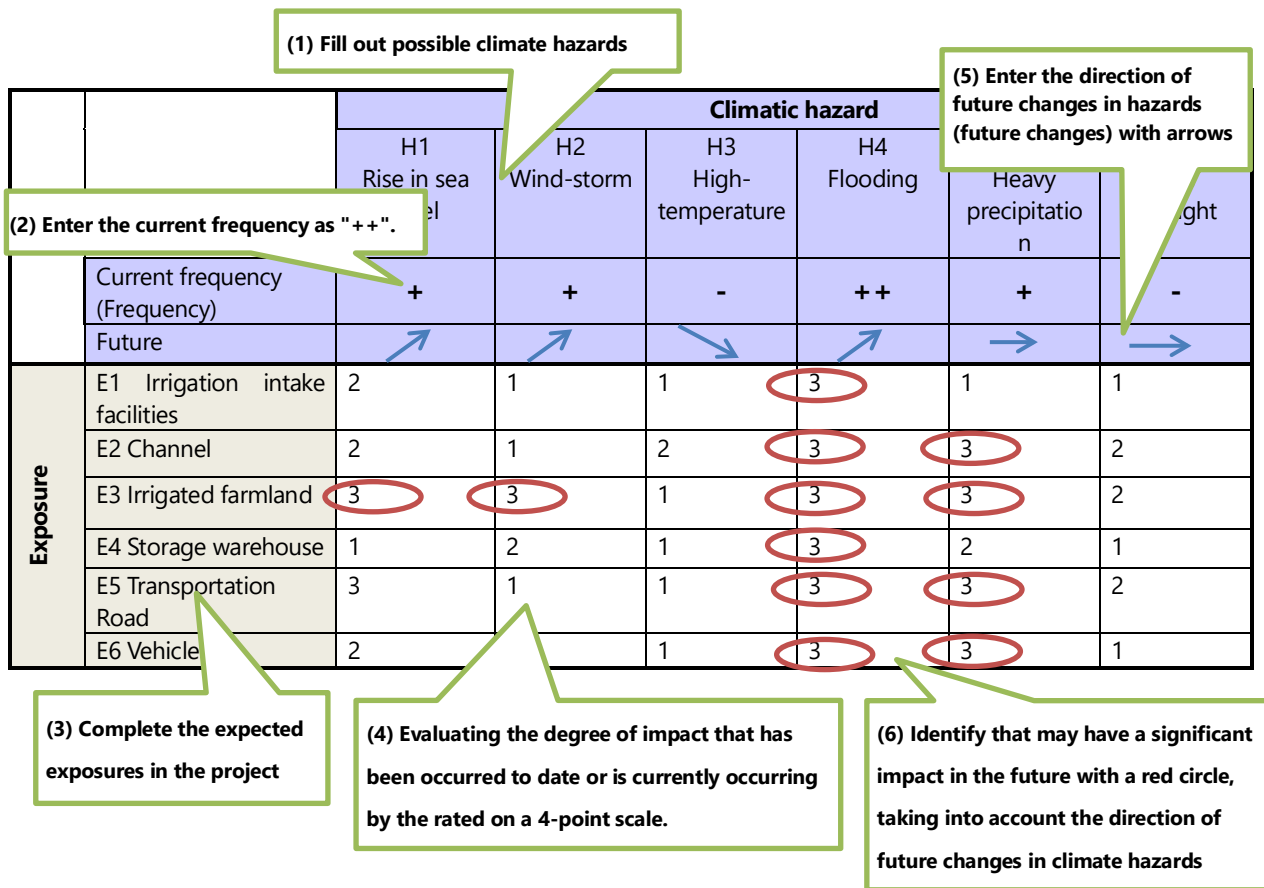 (1) Fill out possible climate hazards
(5) Enter the direction of
future changes in hazards
(future changes) with arrows
Climatic hazard
H1
Rise in sea
el
H2
Wind-storm
H3
High-
temperature
H4
Flooding
Heavy
precipitatio
n
ght
(2) Enter the current frequency as "++".
Current frequency
(Frequency)
+ + - ++ + -
Future
Exposure
E1 Irrigation intake
facilities
2 1 1 3 1 1
E2 Channel 2 1 2 3 3 2
E3 Irrigated farmland 3 3 1 3 3 2
E4 Storage warehouse 1 2 1 3 2 1
E5 Transportation
Road
3 1 1 3 3 2
E6 Vehicle 2 1 3 3 1
(3) Complete the expected
exposures in the project
(4) Evaluating the degree of impact that has
been occurred to date or is currently occurring
by the rated on a 4-point scale.
(6) Identify that may have a significant
impact in the future with a red circle,
taking into account the direction of
future changes in climate hazards